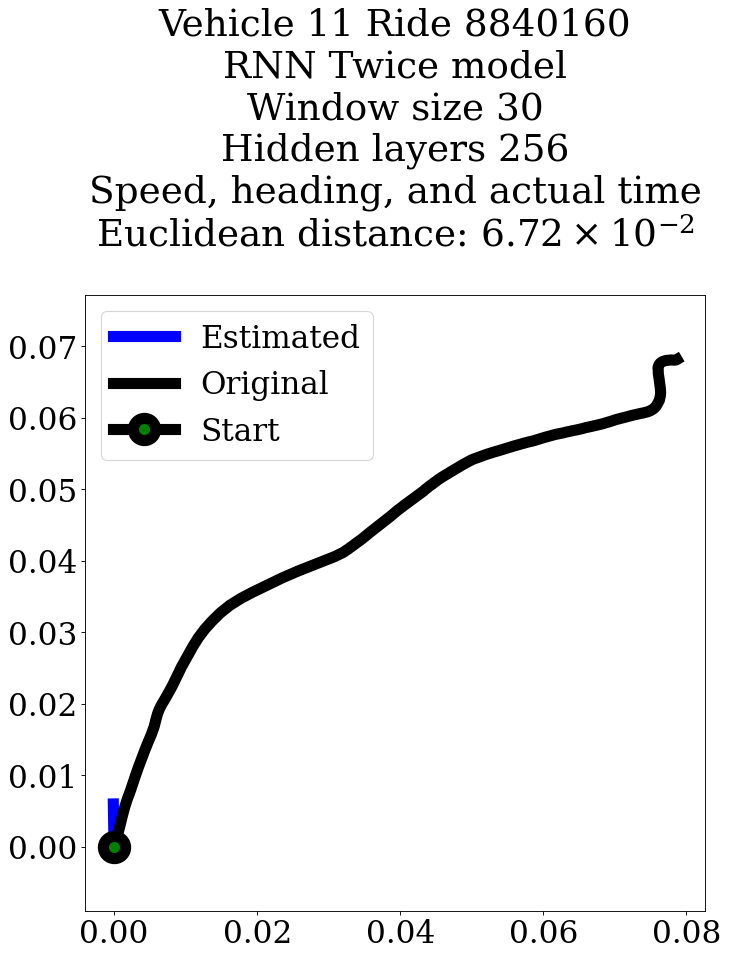 Vehicle 11 Ride 8840160
RNN Twice model
Window size 30
Hidden layers 256
Speed, heading, and actual time
Euclidean distance: 6.72 × 10⁻²
Estimated
Original
Start
0.07
0.06
0.05
0.04
0.03
0.02
0.01
0.00
0.00 0.02 0.04 0.06 0.08